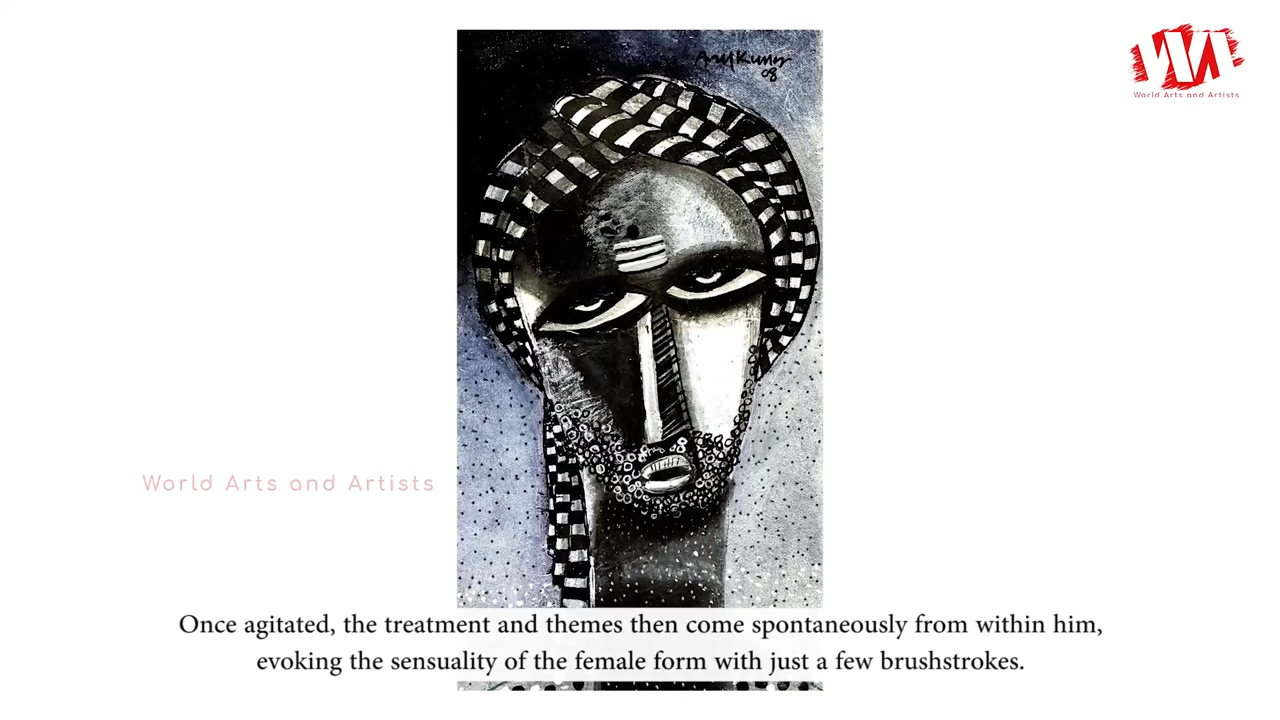 08
World Arts and Artists
World Arts and Artists
Once agitated, the treatment and themes then come spontaneously from within him,
evoking the sensuality of the female form with just a few brushstrokes.